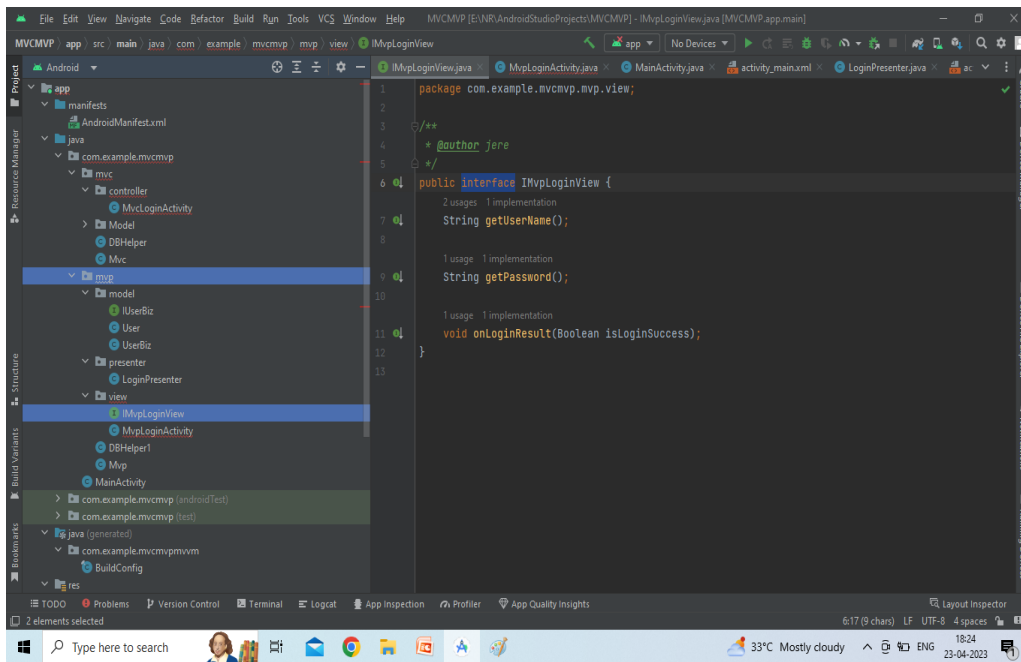 File Edit View Navigate Code Refactor Build Run Tools VCS Window Help MVCMVP [E:\NR\AndroidStudioProjects\MVCMVP] - IMvpLoginView.java [MVCMVP.app.main]
MVCMVP app src main java com example mvcmvp mvp view IMvpLoginView app No Devices
Android IMvpLoginView.java MvpLoginActivity.java MainActivity.java activity_main.xml LoginPresenter.java ac
Project
Resource Manager
Structure
Build Variants
Bookmarks
app
manifests
AndroidManifest.xml
java
com.example.mvcmvp
mvc
controller
MvcLoginActivity
Model
DBHelper
Mvc
mvp
model
IUserBiz
User
UserBiz
presenter
LoginPresenter
view
IMvpLoginView
MvpLoginActivity
DBHelper1
Mvp
MainActivity
com.example.mvcmvp (androidTest)
com.example.mvcmvp (test)
java (generated)
com.example.mvcmvpmvvm
BuildConfig
res
1 package com.example.mvcmvp.mvp.view;
2
3 /**
4 * @author jere
5 */
6 public interface IMvpLoginView {
2 usages 1 implementation
7 String getUserName();
8
1 usage 1 implementation
9 String getPassword();
10
1 usage 1 implementation
11 void onLoginResult(Boolean isLoginSuccess);
12 }
13
TODO Problems Version Control Terminal Logcat App Inspection Profiler App Quality Insights Layout Inspector
2 elements selected 6:17 (9 chars) LF UTF-8 4 spaces
Type here to search 33°C Mostly cloudy ENG 18:24
23-04-2023 1